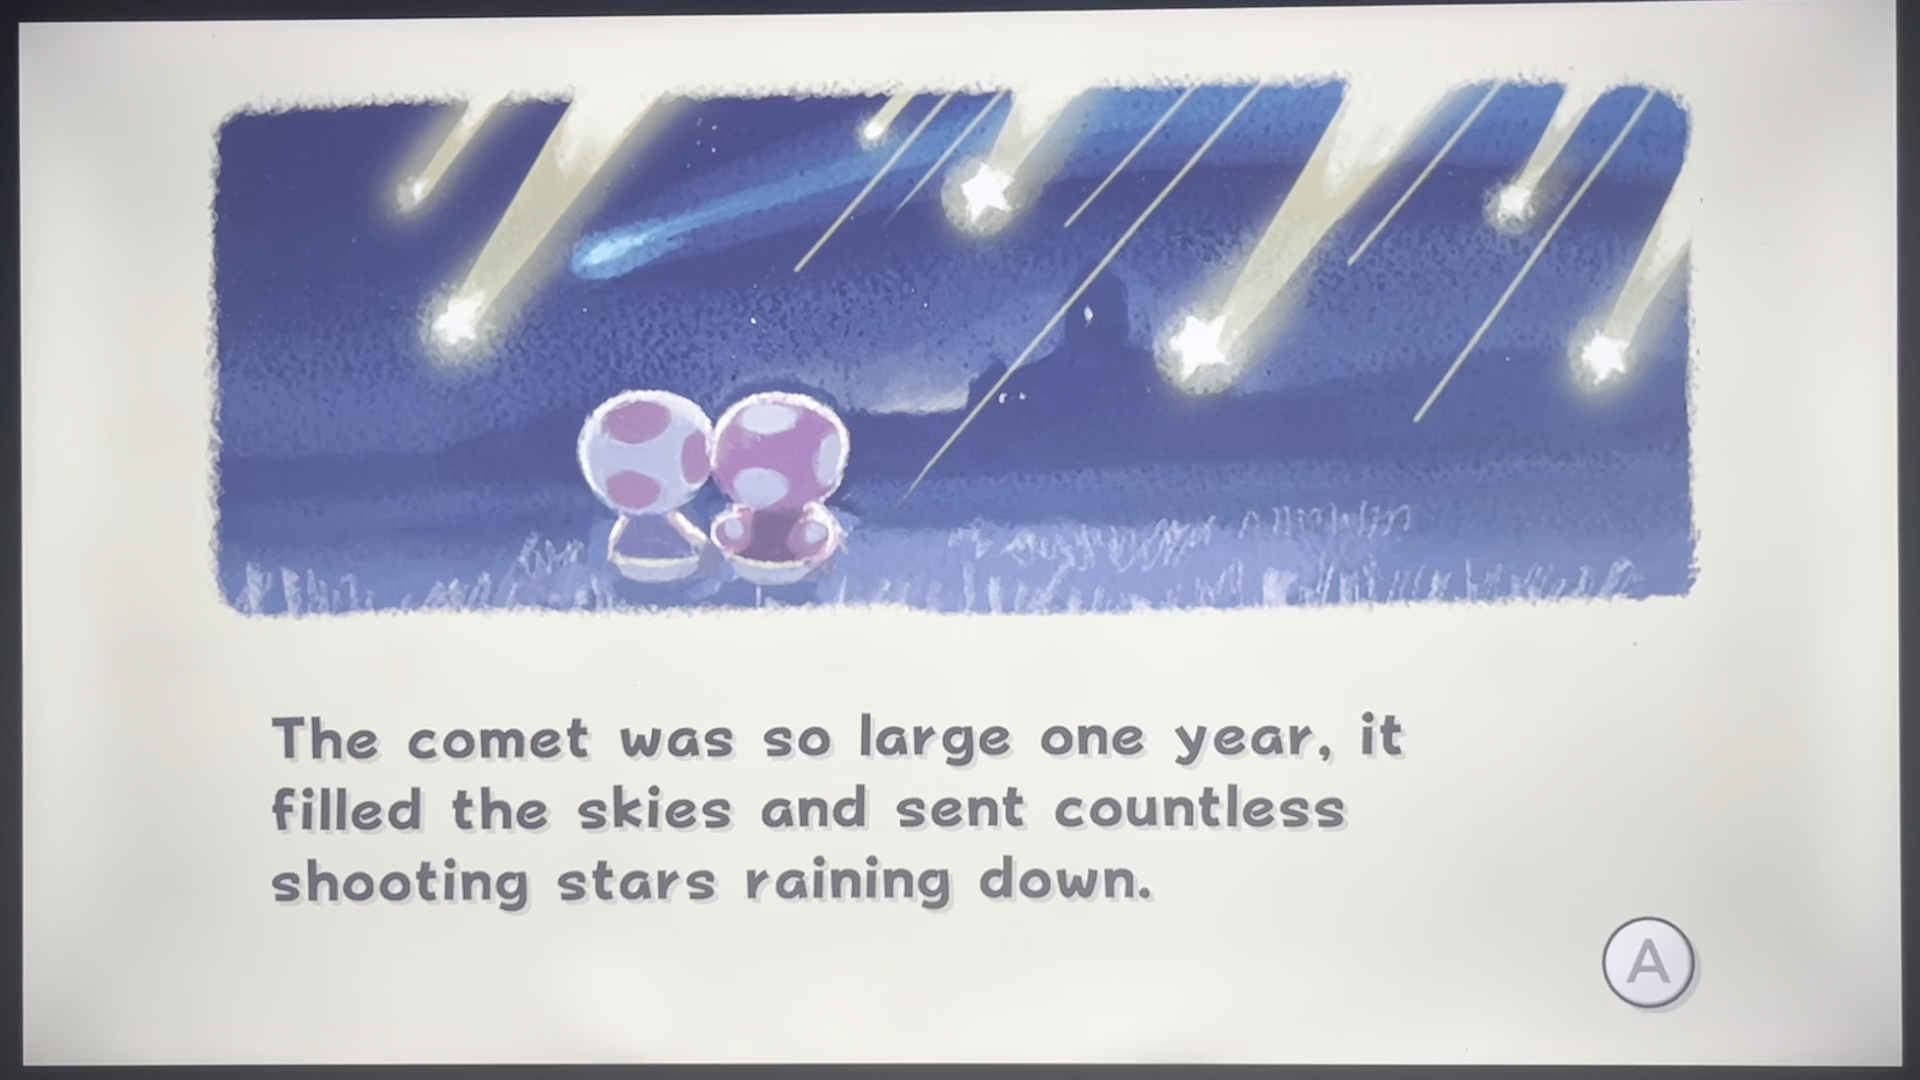 The comet was so large one year, it
filled the skies and sent countless
shooting stars raining down.
A